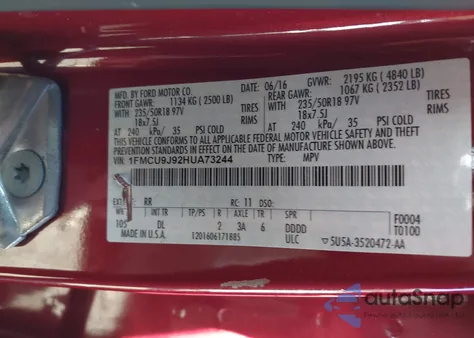 MFD. BY FORD MOTOR CO. 06/16 GVWR: 2195 KG ( 4840 LB)
FRONT GAWR: 1134 KG ( 2500 LB) REAR GAWR: 1067 KG ( 2352 LB)
WITH WITH
235/50R18 97V TIRES 235/50R18 97V TIRES
18x7.5J RIMS 18x7.5J RIMS
AT 240 kPa/ 35 PSI COLD AT 240 kPa/ 35 PSI COLD
THIS VEHICLE CONFORMS TO ALL APPLICABLE FEDERAL MOTOR VEHICLE SAFETY AND BUMPER STANDARDS IN EFFECT ON THE DATE OF MANUFACTURE SHOWN ABOVE.
VIN: 1FMCU9J92HUA73244 TYPE: MPV
EXT RR RC: 11 DSO:
WB INT TR TP/PS R AXLE TR SPR
105 DL 2 3A 6 DDDD F0004
T0100
MADE IN U.S.A. 1201606171885 ULC 5U5A-3520472-AA
autoSnap